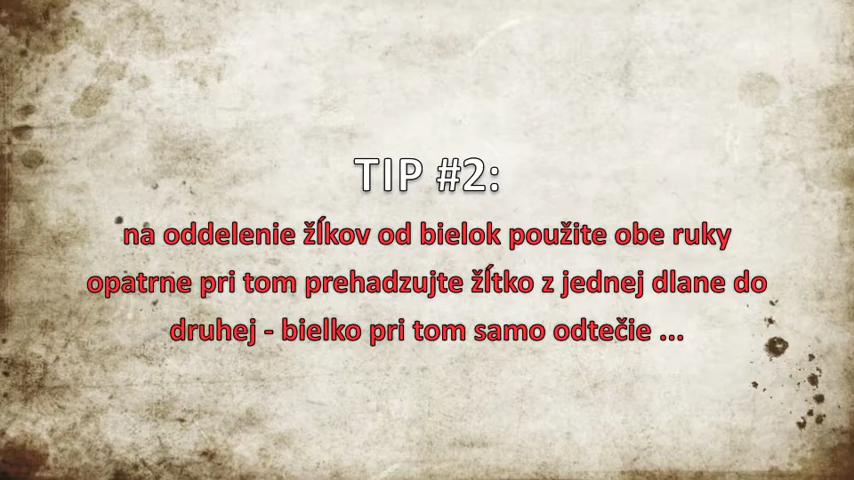 TIP #2:
na oddelenie žĺkov od bielok použite obe ruky
opatrne pri tom prehadzujte žĺtko z jednej dlane do
druhej - bielko pri tom samo odtečie ...